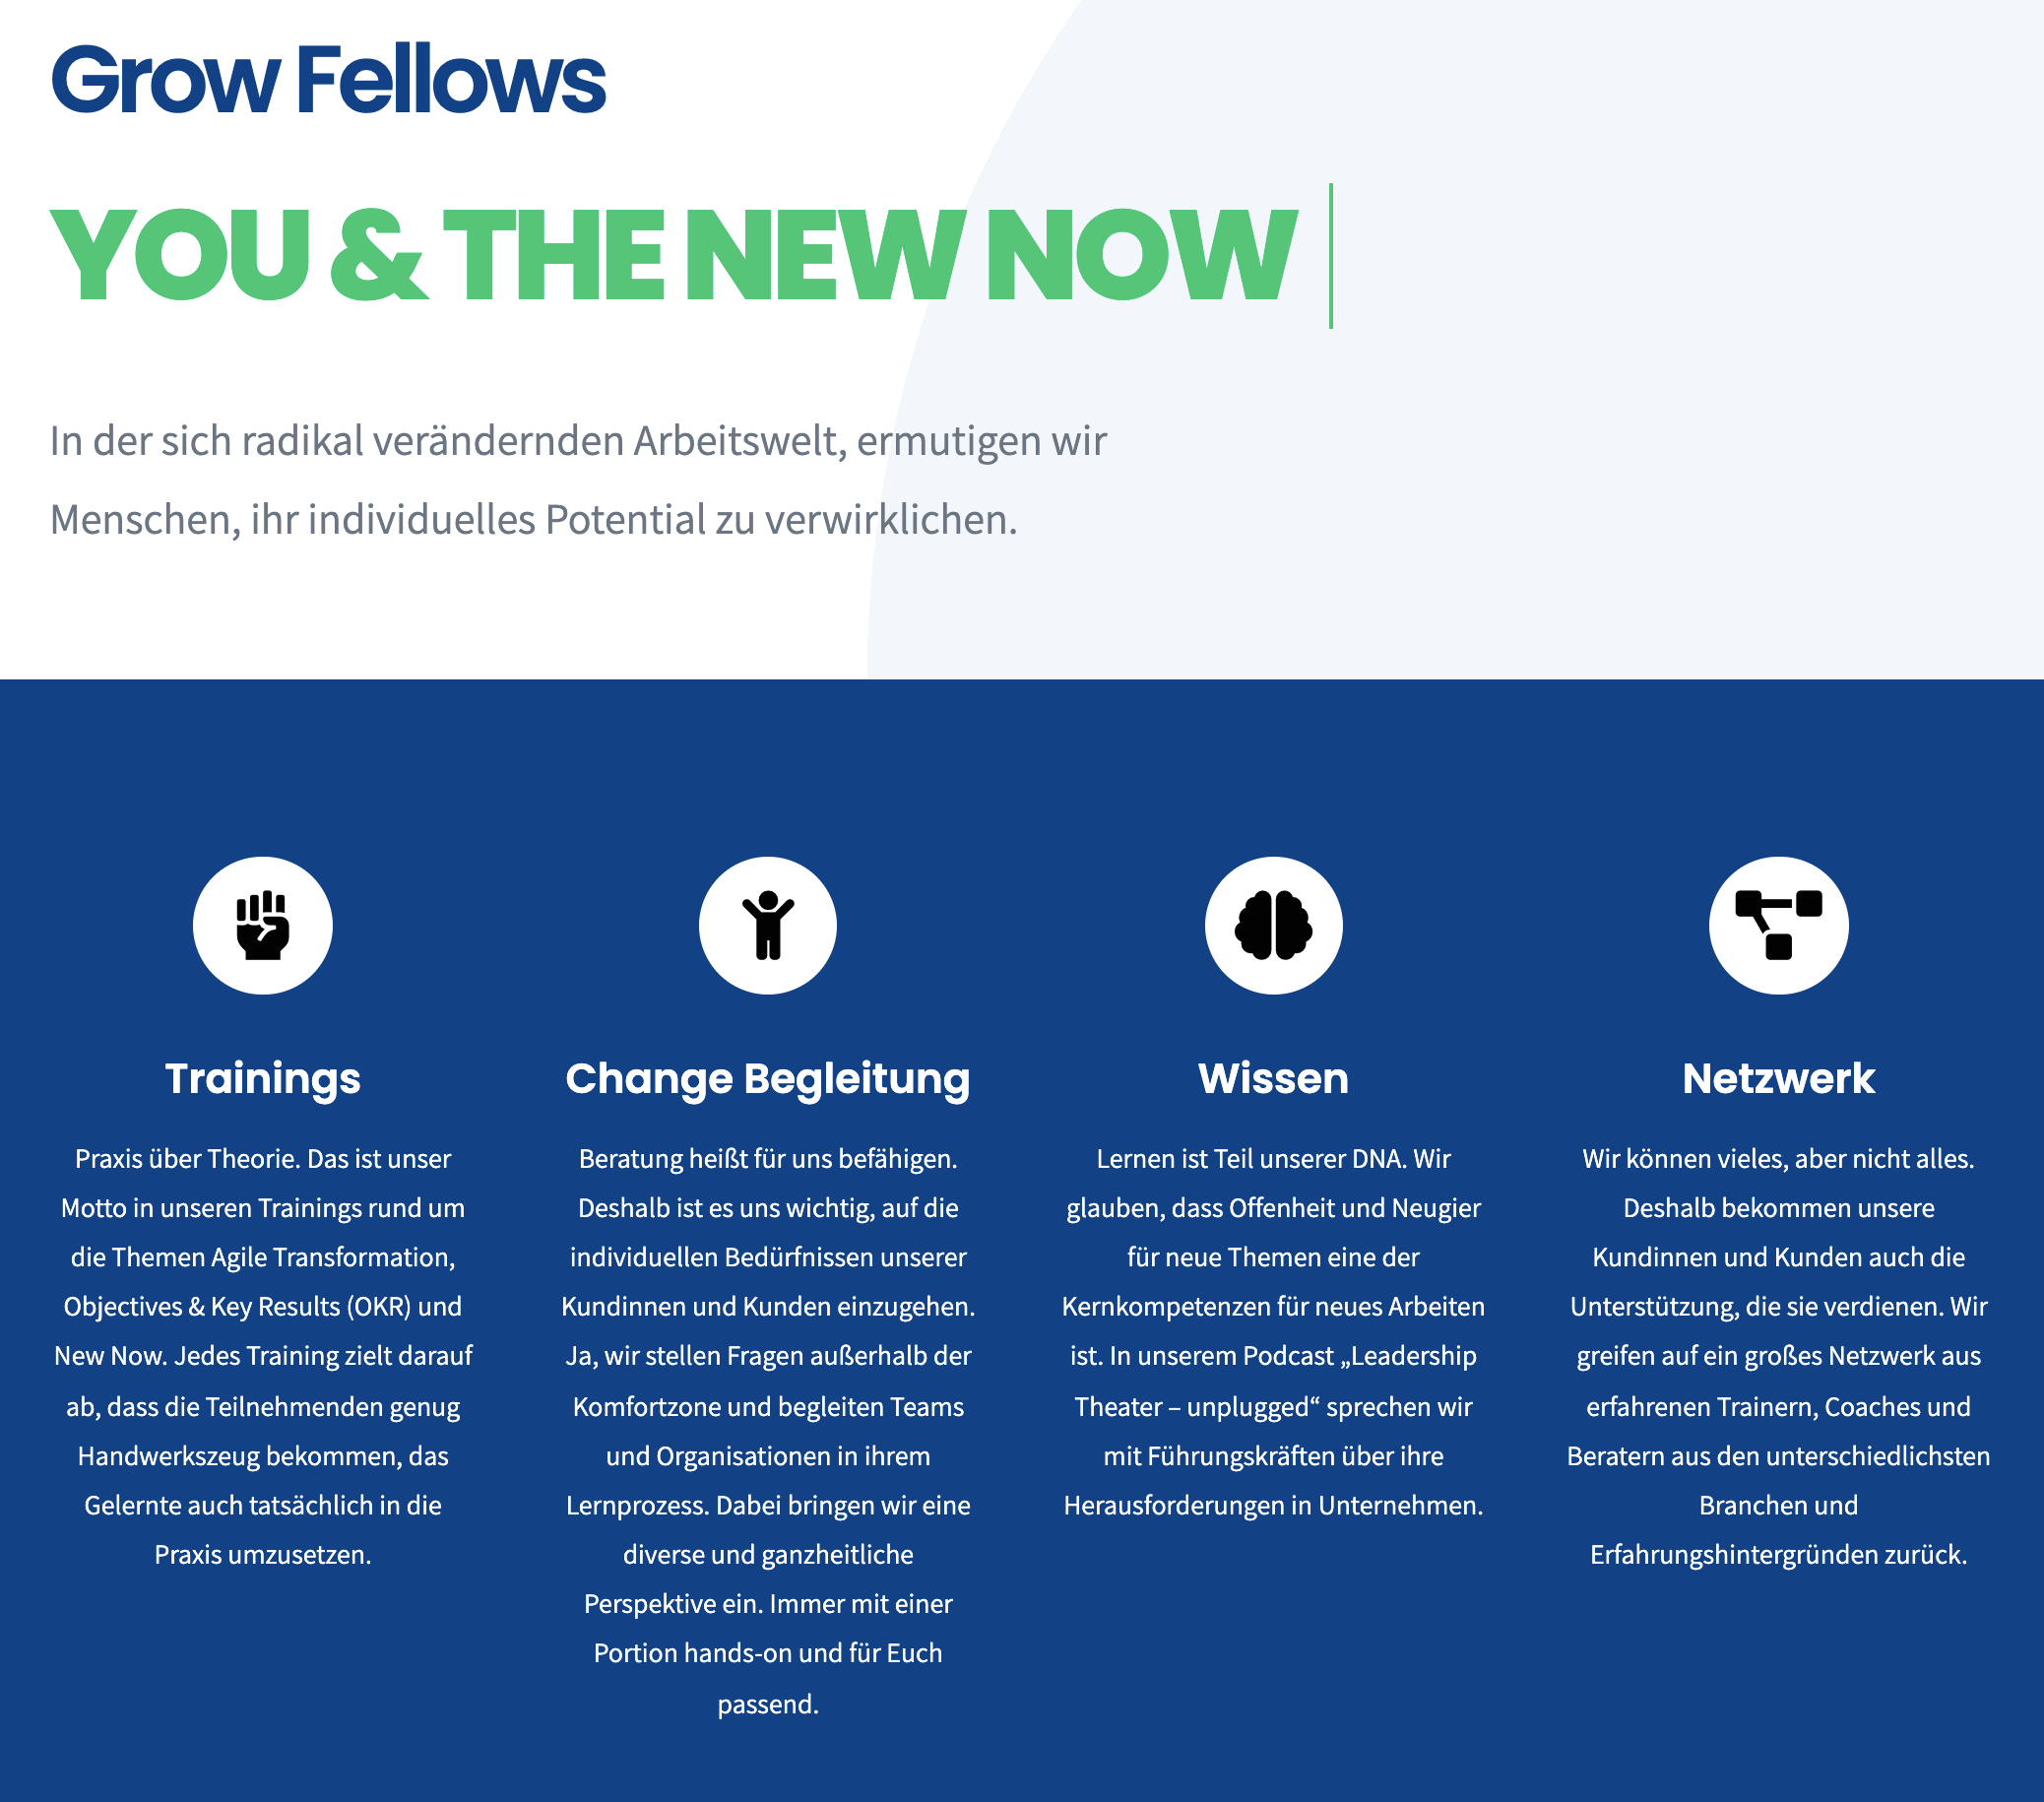 Grow Fellows
YOU & THE NEW NOW
In der sich radikal verändernden Arbeitswelt, ermutigen wir
Menschen, ihr individuelles Potential zu verwirklichen.
Trainings
Praxis über Theorie. Das ist unser
Motto in unseren Trainings rund um
die Themen Agile Transformation,
Objectives & Key Results (OKR) und
New Now. Jedes Training zielt darauf
ab, dass die Teilnehmenden genug
Handwerkszeug bekommen, das
Gelernte auch tatsächlich in die
Praxis umzusetzen.
Change Begleitung
Beratung heißt für uns befähigen.
Deshalb ist es uns wichtig, auf die
individuellen Bedürfnissen unserer
Kundinnen und Kunden einzugehen.
Ja, wir stellen Fragen außerhalb der
Komfortzone und begleiten Teams
und Organisationen in ihrem
Lernprozess. Dabei bringen wir eine
diverse und ganzheitliche
Perspektive ein. Immer mit einer
Portion hands-on und für Euch
passend.
Wissen
Lernen ist Teil unserer DNA. Wir
glauben, dass Offenheit und Neugier
für neue Themen eine der
Kernkompetenzen für neues Arbeiten
ist. In unserem Podcast „Leadership
Theater – unplugged“ sprechen wir
mit Führungskräften über ihre
Herausforderungen in Unternehmen.
Netzwerk
Wir können vieles, aber nicht alles.
Deshalb bekommen unsere
Kundinnen und Kunden auch die
Unterstützung, die sie verdienen. Wir
greifen auf ein großes Netzwerk aus
erfahrenen Trainern, Coaches und
Beratern aus den unterschiedlichsten
Branchen und
Erfahrungshintergründen zurück.